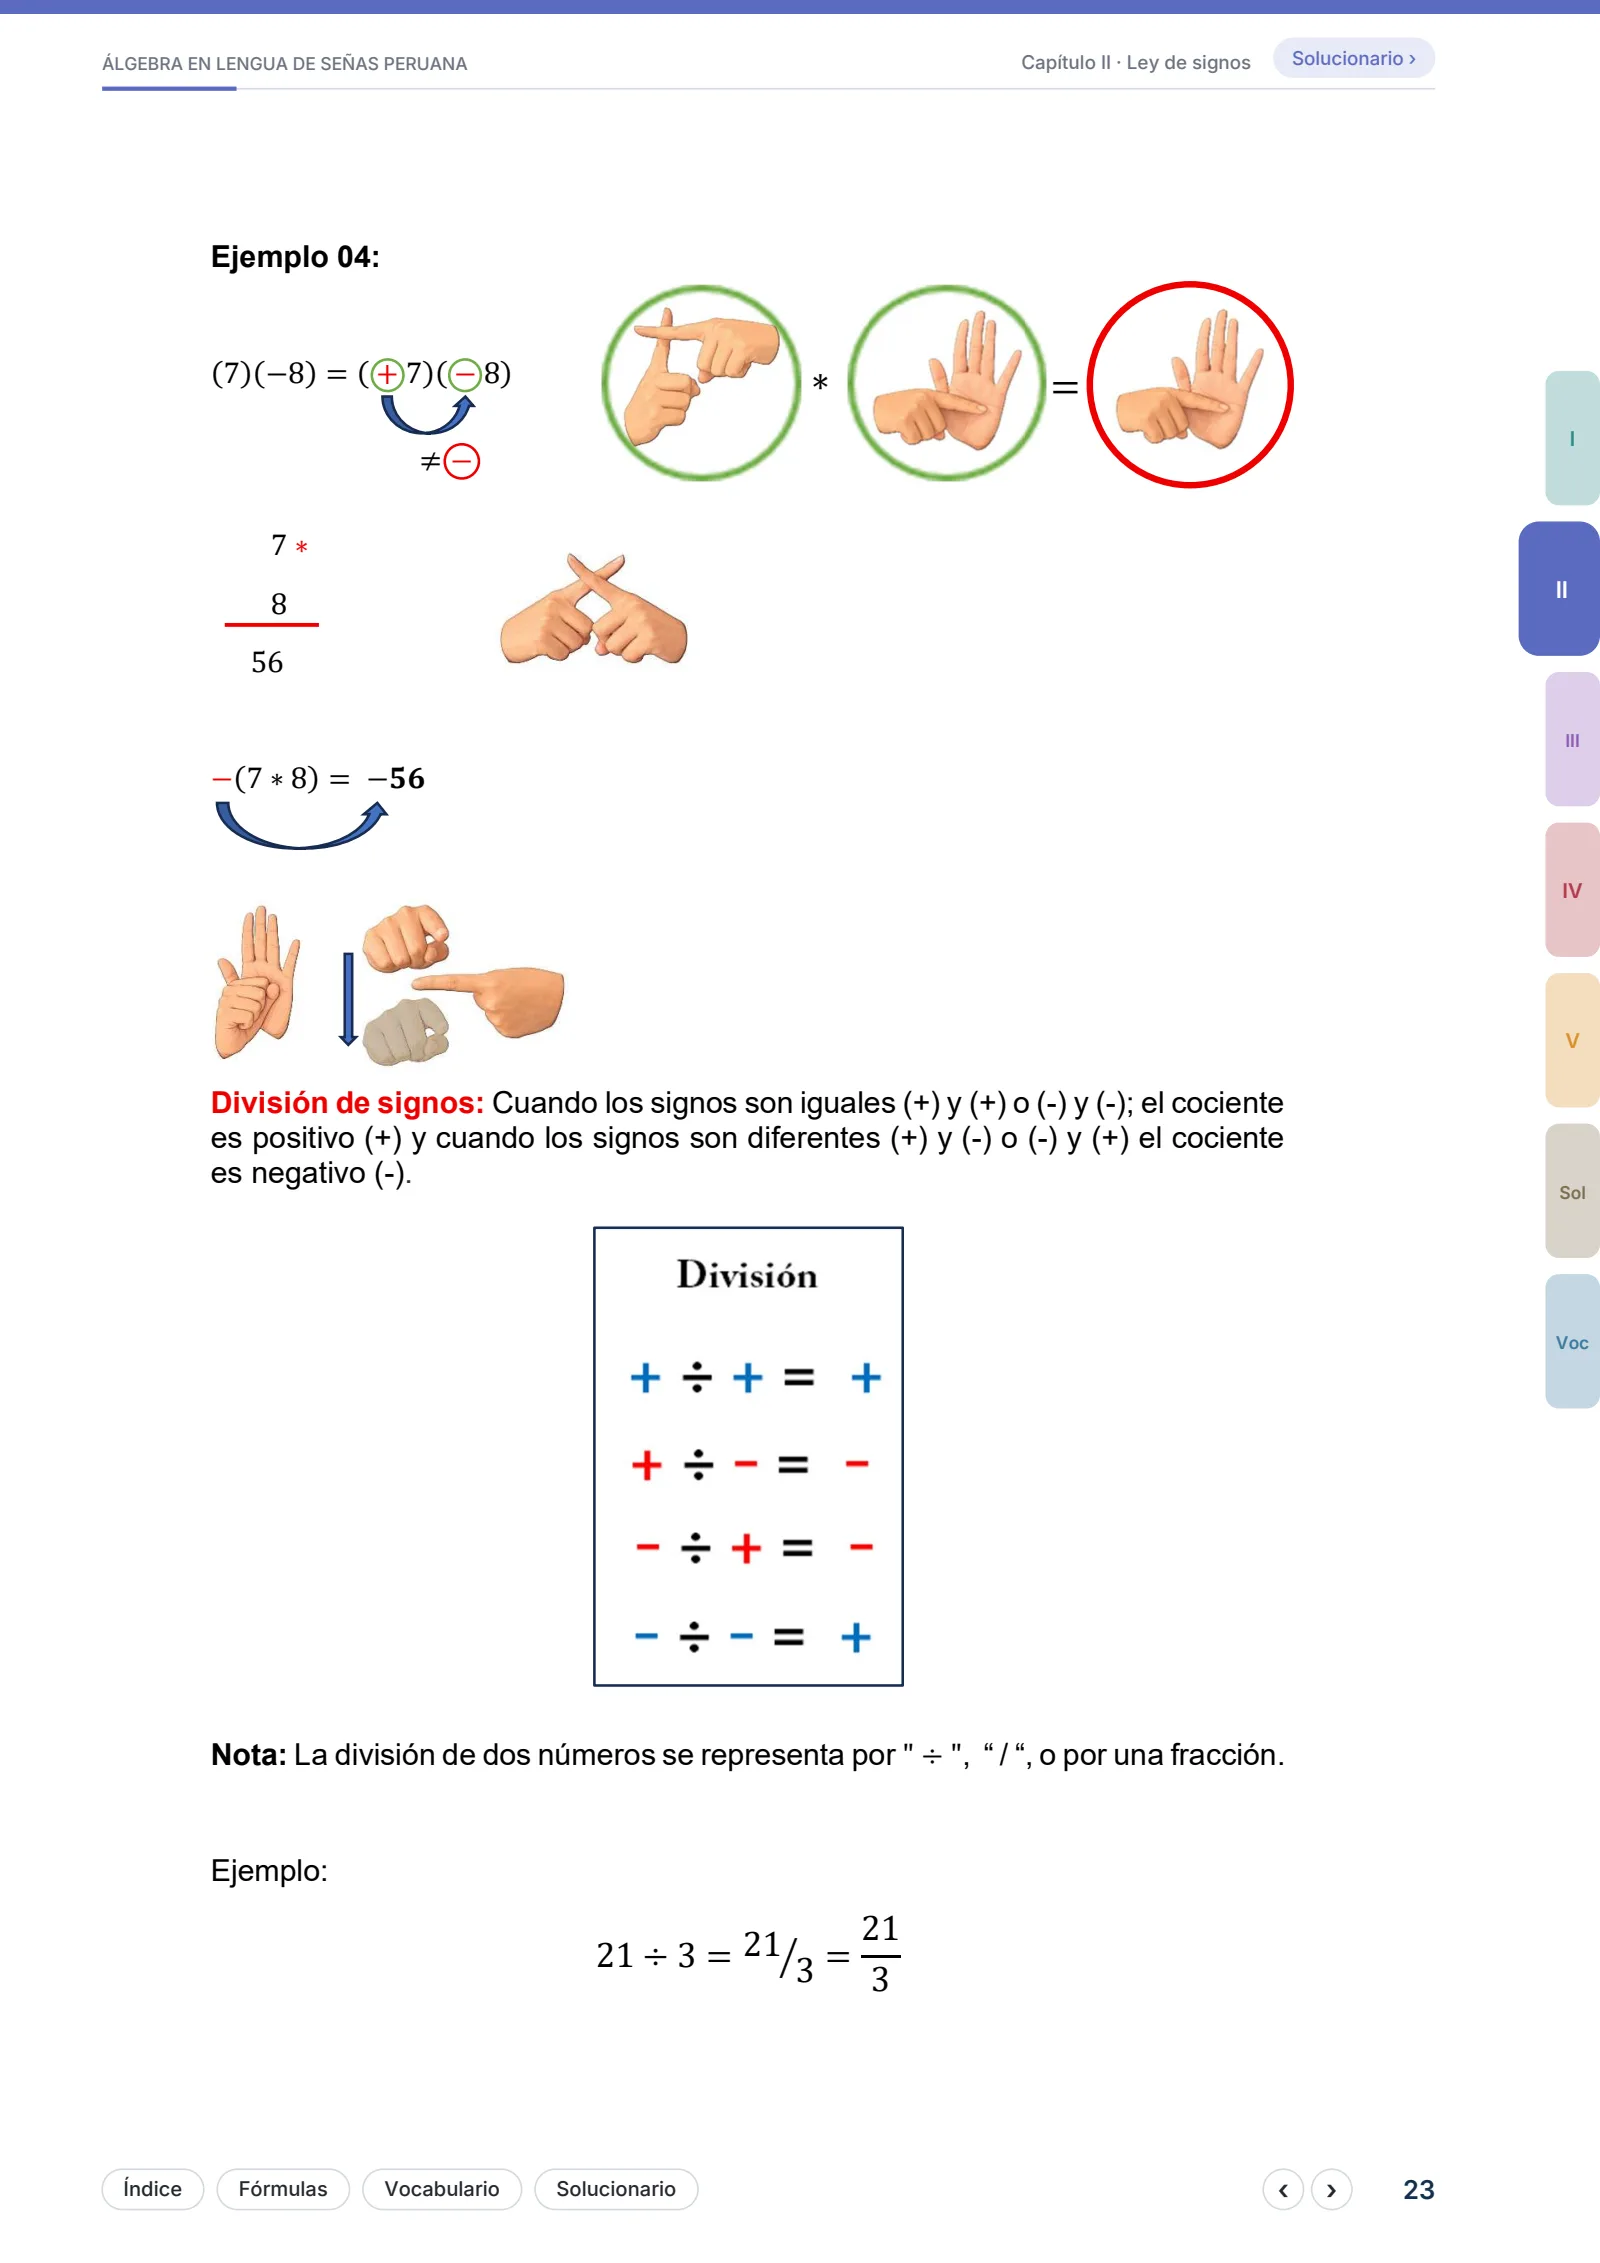 ÁLGEBRA EN LENGUA DE SEÑAS PERUANA
Capítulo II · Ley de signos
Solucionario ›
Ejemplo 04:
(7)(−8) = (+7)(−8)
≠ −
* =
7 *
8
56
−(7 ∗ 8) = −56
División de signos: Cuando los signos son iguales (+) y (+) o (-) y (-); el cociente
es positivo (+) y cuando los signos son diferentes (+) y (-) o (-) y (+) el cociente
es negativo (-).
División
+ ÷ + = +
+ ÷ − = −
− ÷ + = −
− ÷ − = +
Nota: La división de dos números se representa por " ÷ ", “ / “, o por una fracción.
Ejemplo:
21 ÷ 3 = 21/3 = 21/3
I
II
III
IV
V
Sol
Voc
Índice
Fórmulas
Vocabulario
Solucionario
‹
›
23